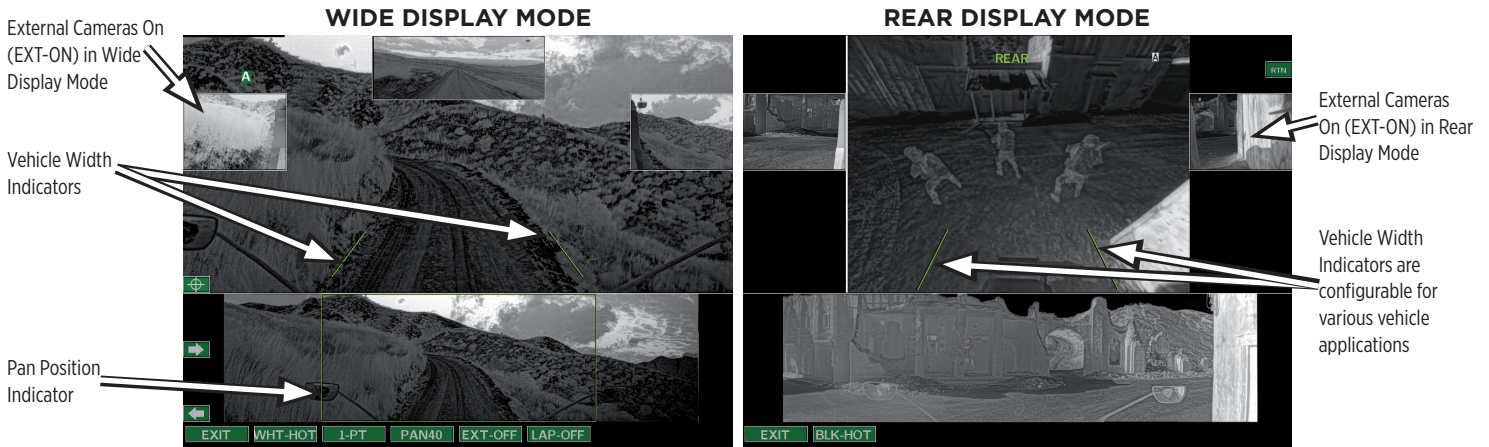 WIDE DISPLAY MODE
External Cameras On
(EXT-ON) in Wide
Display Mode
A
Vehicle Width
Indicators
Pan Position
Indicator
EXIT WHT-HOT 1-PT PAN40 EXT-OFF LAP-OFF
REAR DISPLAY MODE
REAR
A
RTN
External Cameras
On (EXT-ON) in Rear
Display Mode
Vehicle Width
Indicators are
configurable for
various vehicle
applications
EXIT BLK-HOT